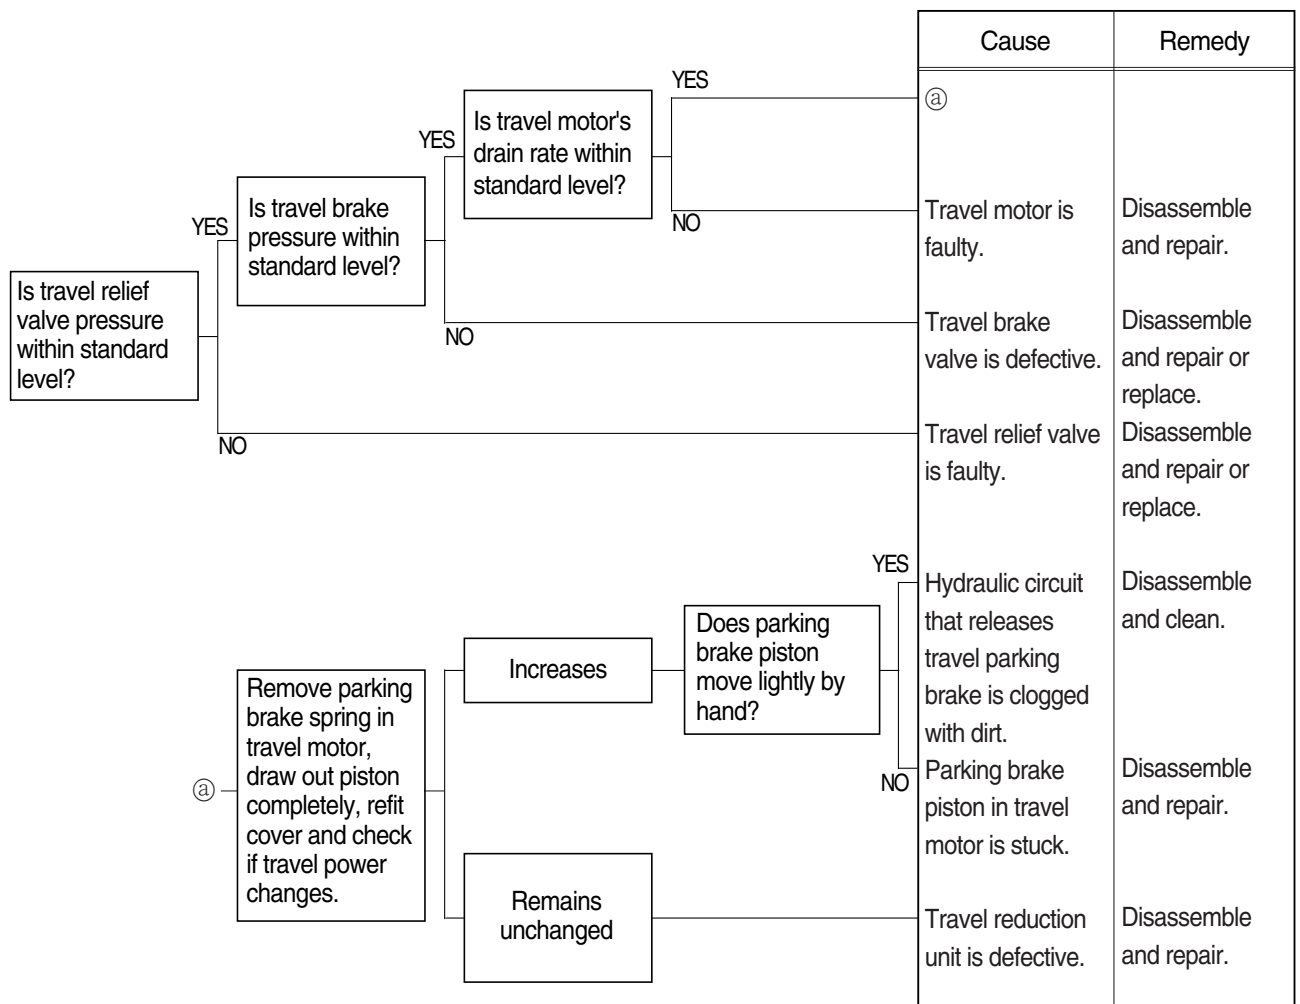 Cause
Remedy
YES
ⓐ
Is travel motor's
drain rate within
standard level?
YES
NO
Travel motor is
faulty.
Disassemble
and repair.
Is travel brake
pressure within
standard level?
YES
NO
Travel brake
valve is defective.
Disassemble
and repair or
replace.
Is travel relief
valve pressure
within standard
level?
NO
Travel relief valve
is faulty.
Disassemble
and repair or
replace.
ⓐ
Remove parking
brake spring in
travel motor,
draw out piston
completely, refit
cover and check
if travel power
changes.
Increases
Does parking
brake piston
move lightly by
hand?
YES
Hydraulic circuit
that releases
travel parking
brake is clogged
with dirt.
Disassemble
and clean.
NO
Parking brake
piston in travel
motor is stuck.
Disassemble
and repair.
Remains
unchanged
Travel reduction
unit is defective.
Disassemble
and repair.